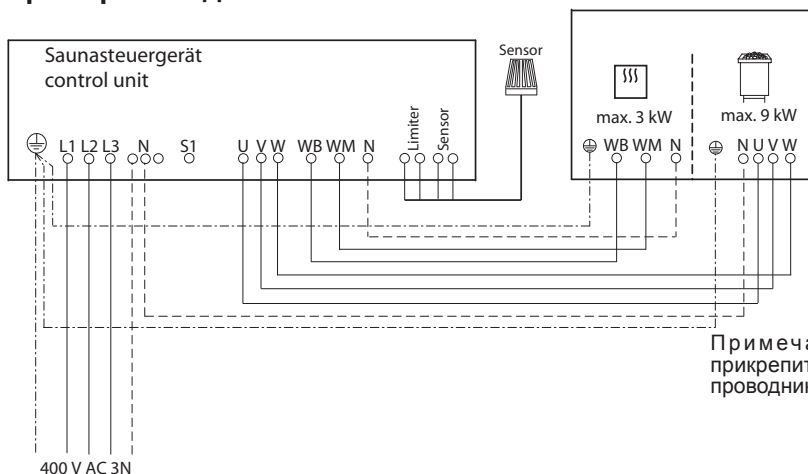 Saunasteuergerät
control unit
Sensor
max. 3 kW
max. 9 kW
L1 L2 L3 N S1 U V W WB WM N Limiter Sensor
WB WM N N U V W
Примеча
прикрепит
проводник
400 V AC 3N